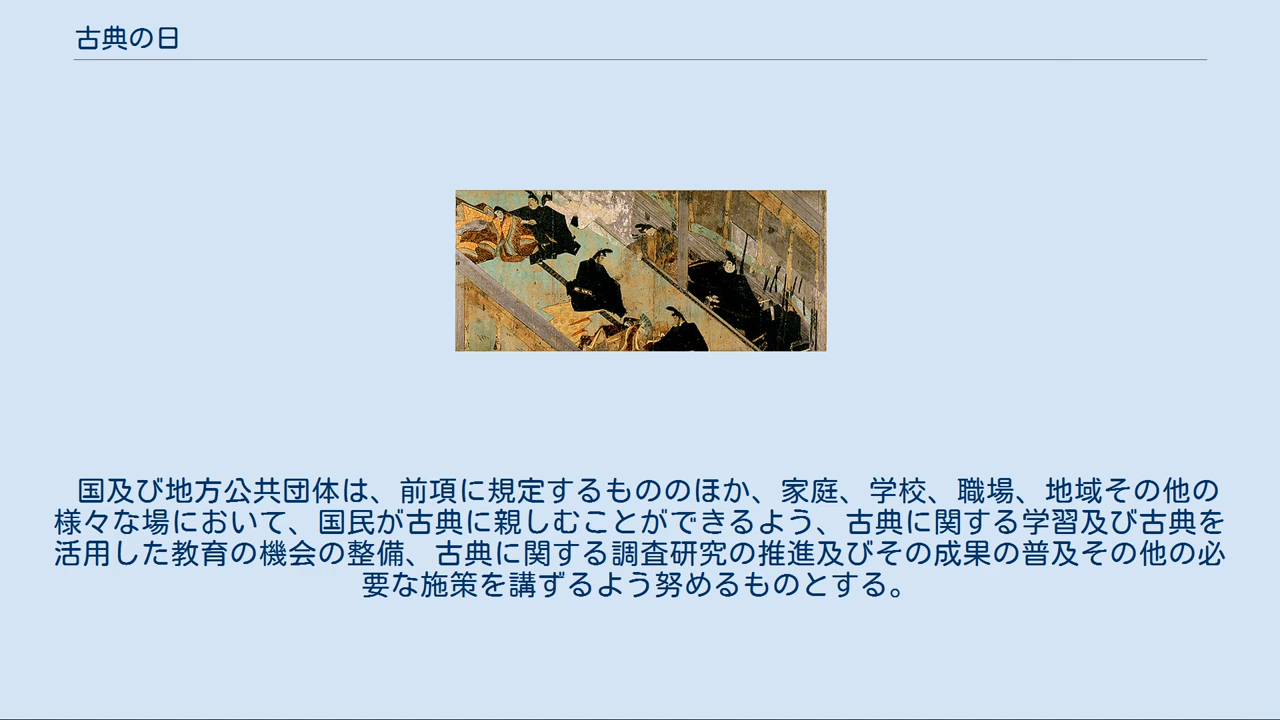 古典の日
国及び地方公共団体は、前項に規定するもののほか、家庭、学校、職場、地域その他の
様々な場において、国民が古典に親しむことができるよう、古典に関する学習及び古典を
活用した教育の機会の整備、古典に関する調査研究の推進及びその成果の普及その他の必
要な施策を講ずるよう努めるものとする。